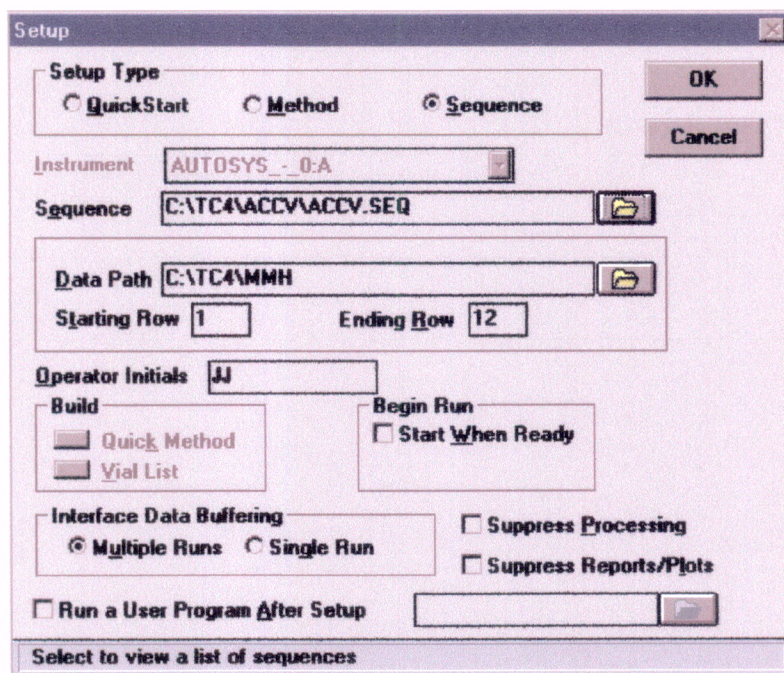 Setup
Setup Type
QuickStart Method Sequence
OK
Cancel
Instrument AUTOSYS_-_0:A
Sequence C:\TC4\ACCV\ACCV.SEQ
Data Path C:\TC4\MMH
Starting Row 1 Ending Row 12
Operator Initials JJ
Build
Quick Method
Vial List
Begin Run
Start When Ready
Interface Data Buffering
Multiple Runs Single Run
Suppress Processing
Suppress Reports/Plots
Run a User Program After Setup
Select to view a list of sequences